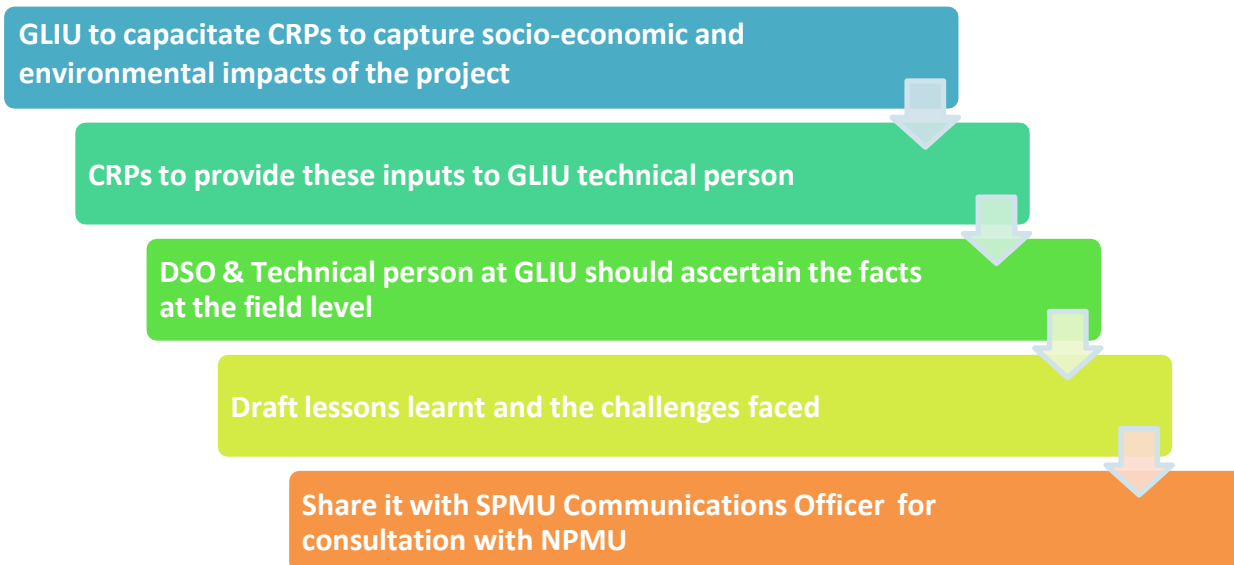 GLIU to capacitate CRPs to capture socio-economic and
environmental impacts of the project
CRPs to provide these inputs to GLIU technical person
DSO & Technical person at GLIU should ascertain the facts
at the field level
Draft lessons learnt and the challenges faced
Share it with SPMU Communications Officer for
consultation with NPMU